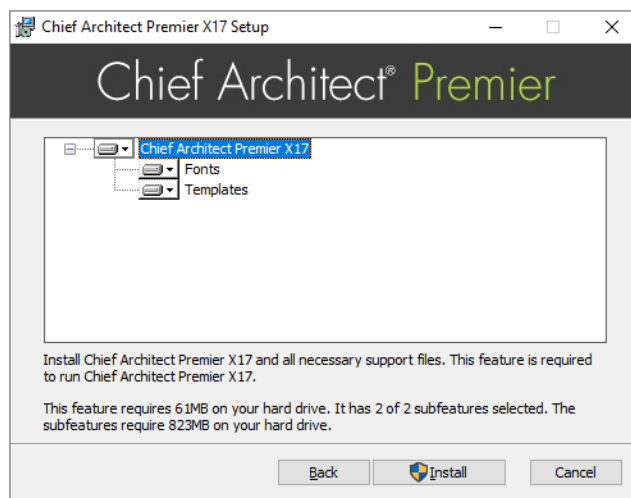 Chief Architect Premier X17 Setup
Chief Architect® Premier
Chief Architect Premier X17
Fonts
Templates
Install Chief Architect Premier X17 and all necessary support files. This feature is required
to run Chief Architect Premier X17.
This feature requires 61MB on your hard drive. It has 2 of 2 subfeatures selected. The
subfeatures require 823MB on your hard drive.
Back
Install
Cancel